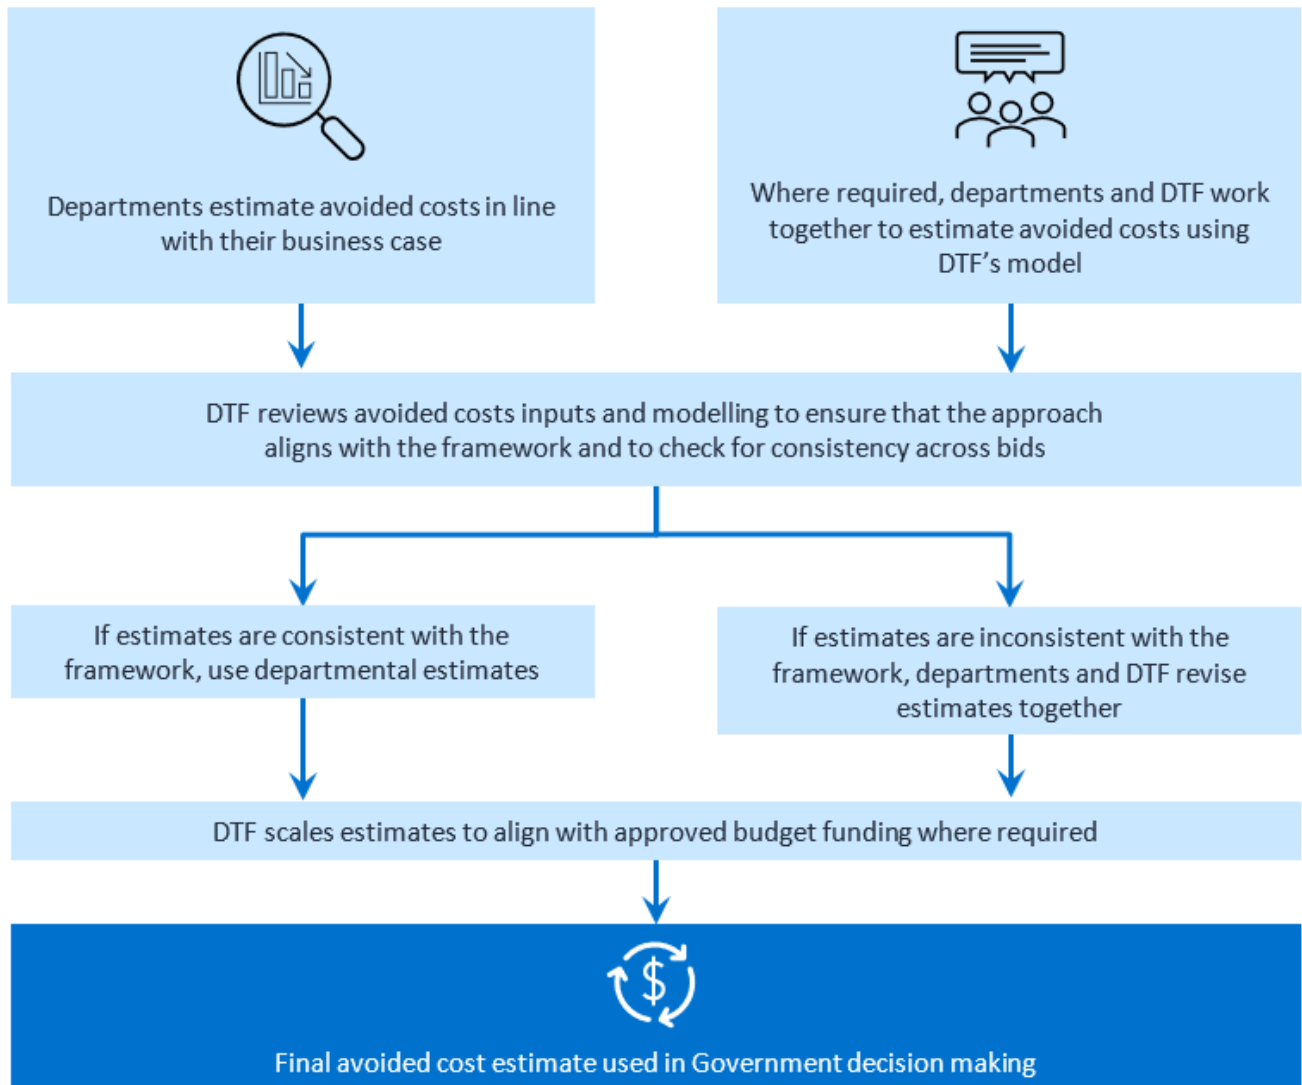 Departments estimate avoided costs in line
with their business case
Where required, departments and DTF work
together to estimate avoided costs using
DTF’s model
DTF reviews avoided costs inputs and modelling to ensure that the approach
aligns with the framework and to check for consistency across bids
If estimates are consistent with the
framework, use departmental estimates
If estimates are inconsistent with the
framework, departments and DTF revise
estimates together
DTF scales estimates to align with approved budget funding where required
$
Final avoided cost estimate used in Government decision making